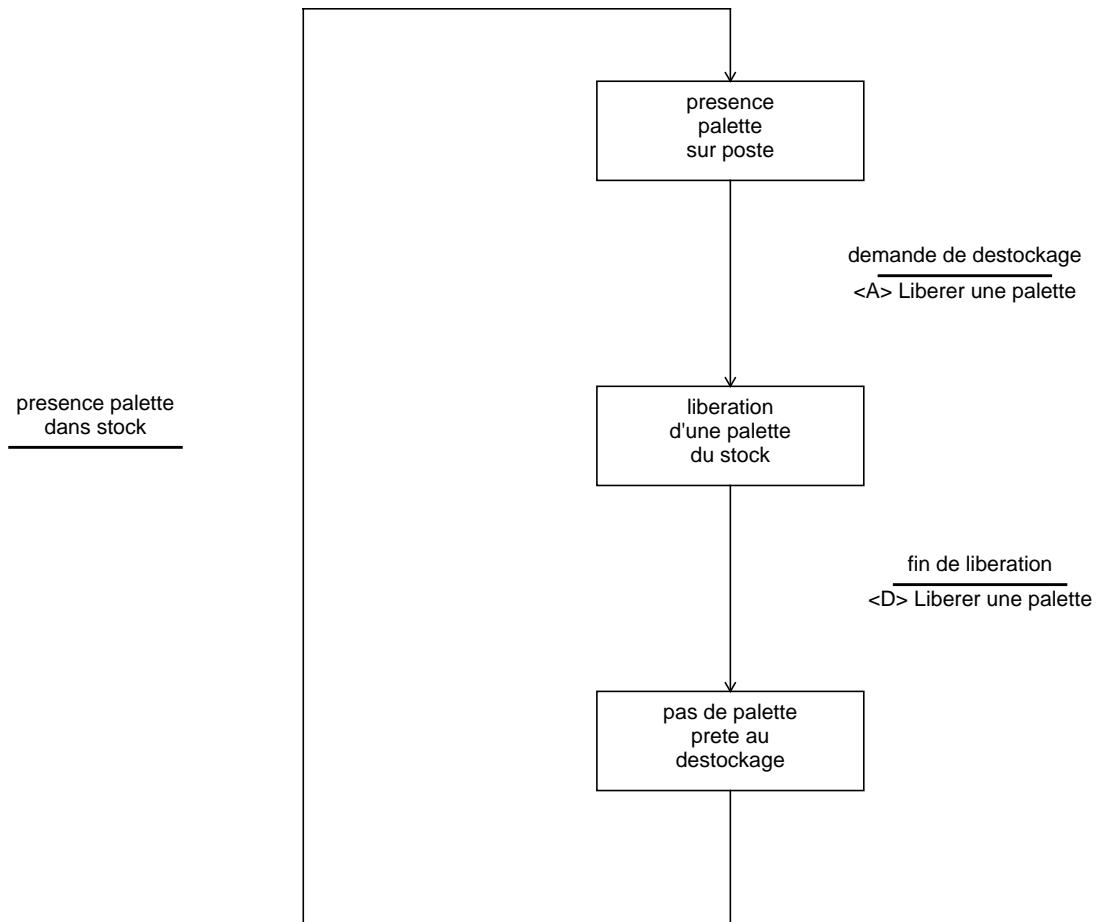 presence
palette
sur poste
demande de destockage
<A> Liberer une palette
presence palette
dans stock
liberation
d'une palette
du stock
fin de liberation
<D> Liberer une palette
pas de palette
prete au
destockage